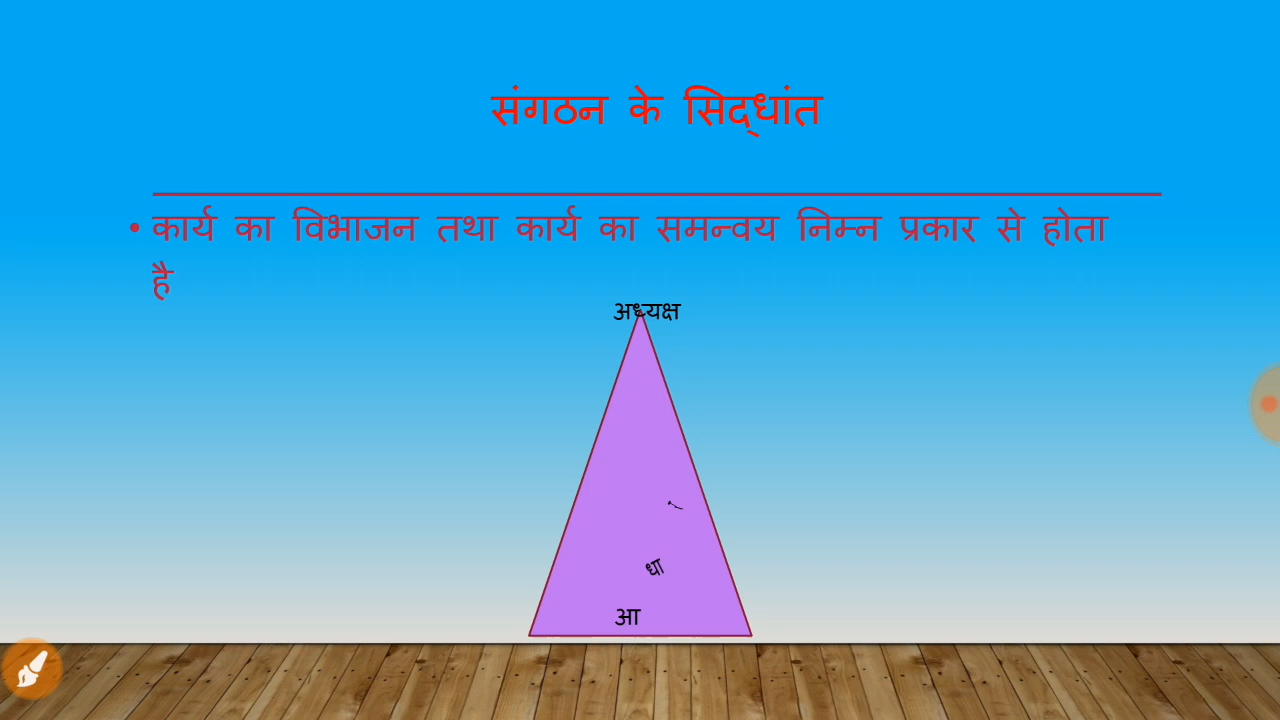 संगठन के सिद्धांत
• कार्य का विभाजन तथा कार्य का समन्वय निम्न प्रकार से होता
है
अध्यक्ष
धा
आ